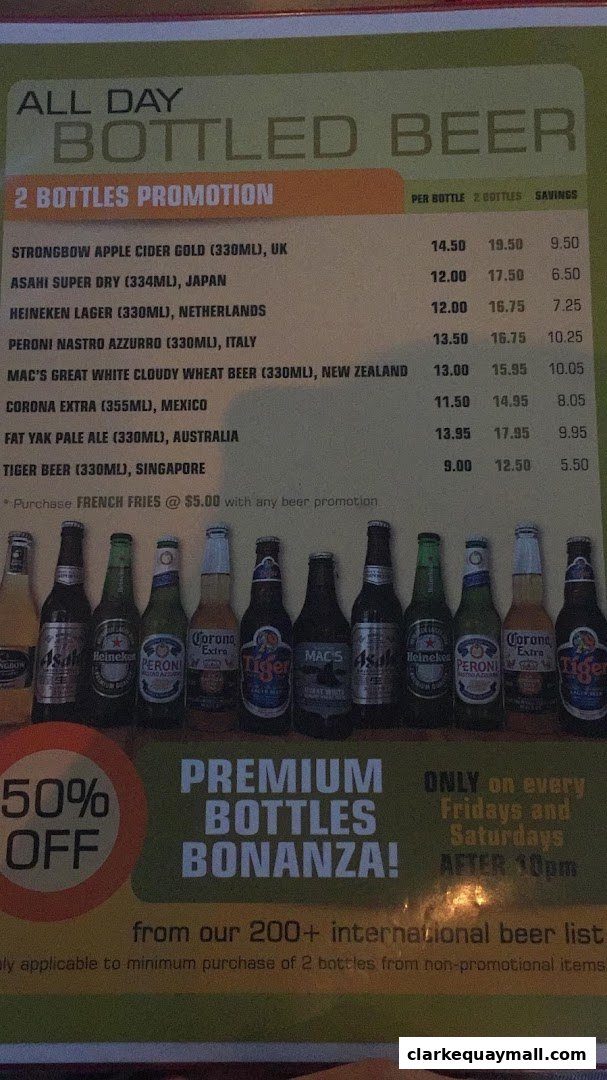 ALL DAY
BOTTLED BEER
2 BOTTLES PROMOTION PER BOTTLE 2 BOTTLES SAVINGS
STRONGBOW APPLE CIDER GOLD (330ML), UK 14.50 19.50 9.50
ASAHI SUPER DRY (334ML), JAPAN 12.00 17.50 6.50
HEINEKEN LAGER (330ML), NETHERLANDS 12.00 16.75 7.25
PERONI NASTRO AZZURRO (330ML), ITALY 13.50 16.75 10.25
MAC'S GREAT WHITE CLOUDY WHEAT BEER (330ML), NEW ZEALAND 13.00 15.95 10.05
CORONA EXTRA (355ML), MEXICO 11.50 14.95 8.05
FAT YAK PALE ALE (330ML), AUSTRALIA 13.95 17.95 9.95
TIGER BEER (330ML), SINGAPORE 9.00 12.50 5.50
* Purchase FRENCH FRIES @ $5.00 with any beer promotion
Asahi Heineken PERONI Corona Extra Tiger MAC'S Asahi Heineken PERONI Corona Extra Tiger
50% OFF
PREMIUM
BOTTLES
BONANZA!
ONLY on every
Fridays and
Saturdays
AFTER 10pm
from our 200+ international beer list
applicable to minimum purchase of 2 bottles from non-promotional items
clarkequaymall.com